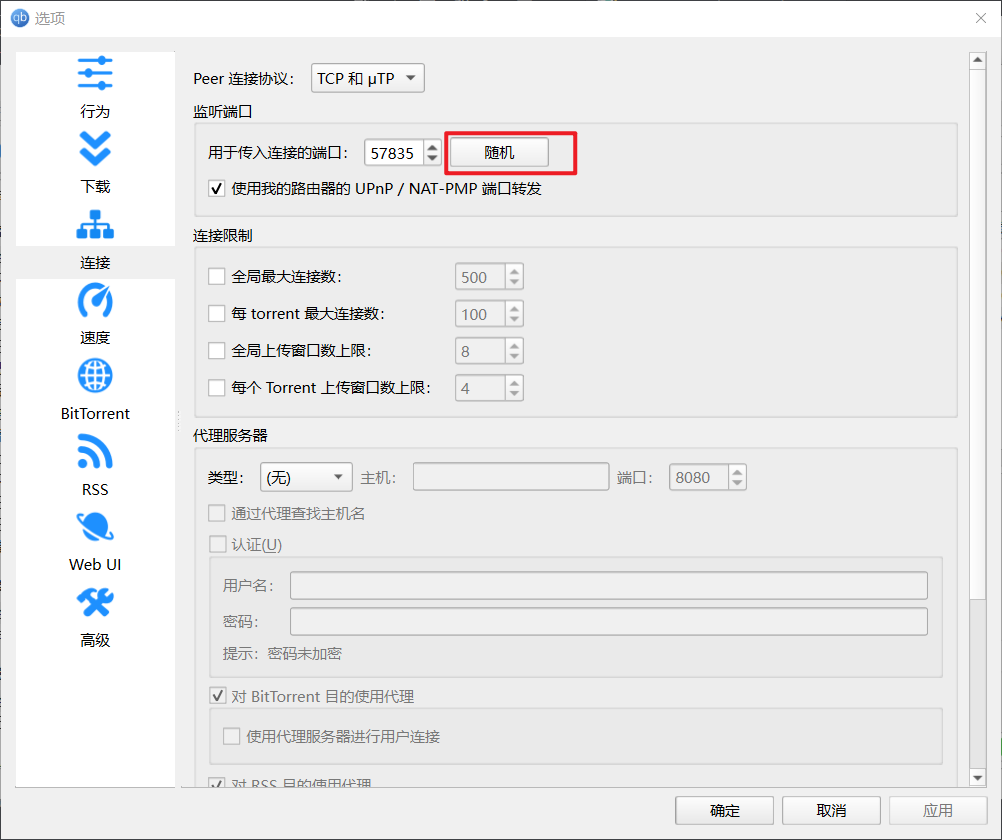 qb 选项
行为
下载
连接
速度
BitTorrent
RSS
Web UI
高级
Peer 连接协议： TCP 和 μTP
监听端口
用于传入连接的端口： 57835 随机
使用我的路由器的 UPnP / NAT-PMP 端口转发
连接限制
全局最大连接数： 500
每 torrent 最大连接数： 100
全局上传窗口数上限： 8
每个 Torrent 上传窗口数上限： 4
代理服务器
类型： (无) 主机： 端口： 8080
通过代理查找主机名
认证(U)
用户名：
密码：
提示：密码未加密
对 BitTorrent 目的使用代理
使用代理服务器进行用户连接
对 RSS 目的使用代理
确定 取消 应用